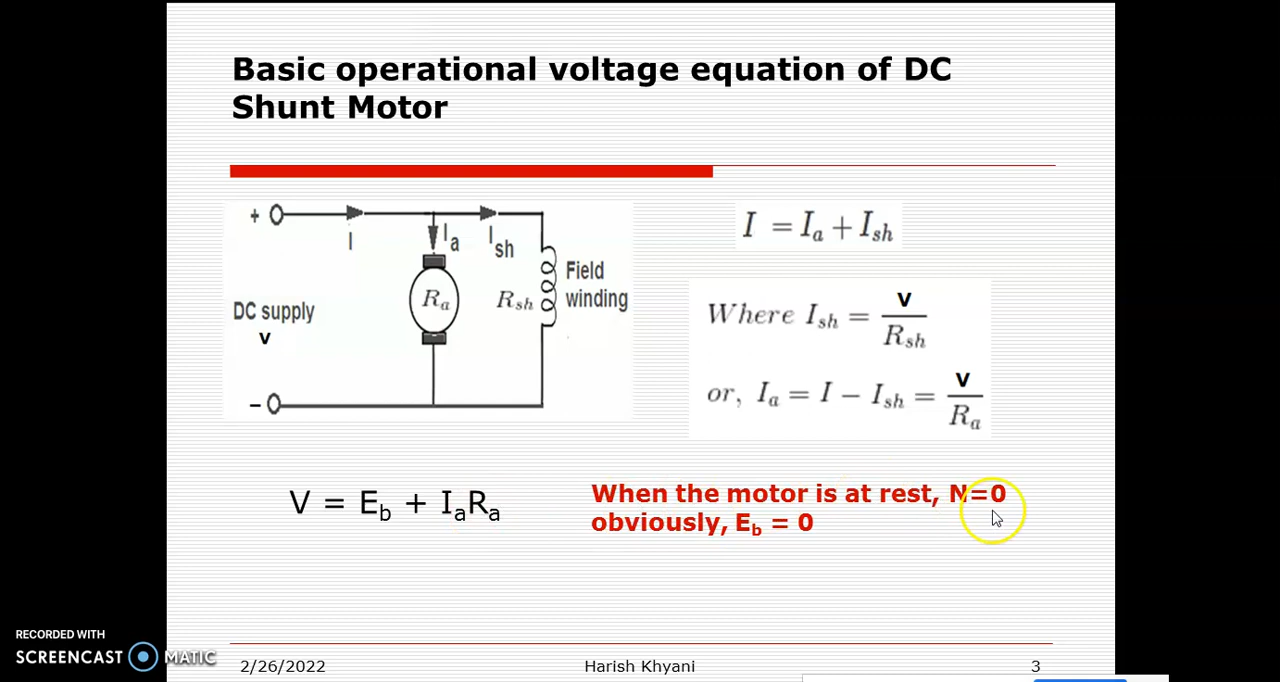 Basic operational voltage equation of DC
Shunt Motor
+
I
Ia
Ish
DC supply
v
Ra
Rsh
Field
winding
–
I = Ia + Ish
Where Ish = v / Rsh
or, Ia = I − Ish = v / Ra
V = Eb + IaRa
When the motor is at rest, N=0
obviously, Eb = 0
RECORDED WITH
SCREENCAST MATIC
2/26/2022
Harish Khyani
3